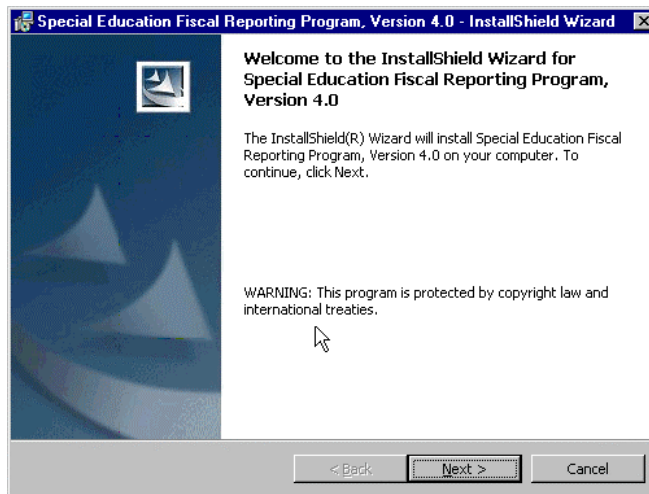 Special Education Fiscal Reporting Program, Version 4.0 - InstallShield Wizard
Welcome to the InstallShield Wizard for
Special Education Fiscal Reporting Program,
Version 4.0
The InstallShield(R) Wizard will install Special Education Fiscal
Reporting Program, Version 4.0 on your computer. To
continue, click Next.
WARNING: This program is protected by copyright law and
international treaties.
< Back
Next >
Cancel